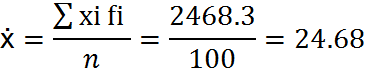 ẋ = ∑ xi fi / n = 2468.3 / 100 = 24.68